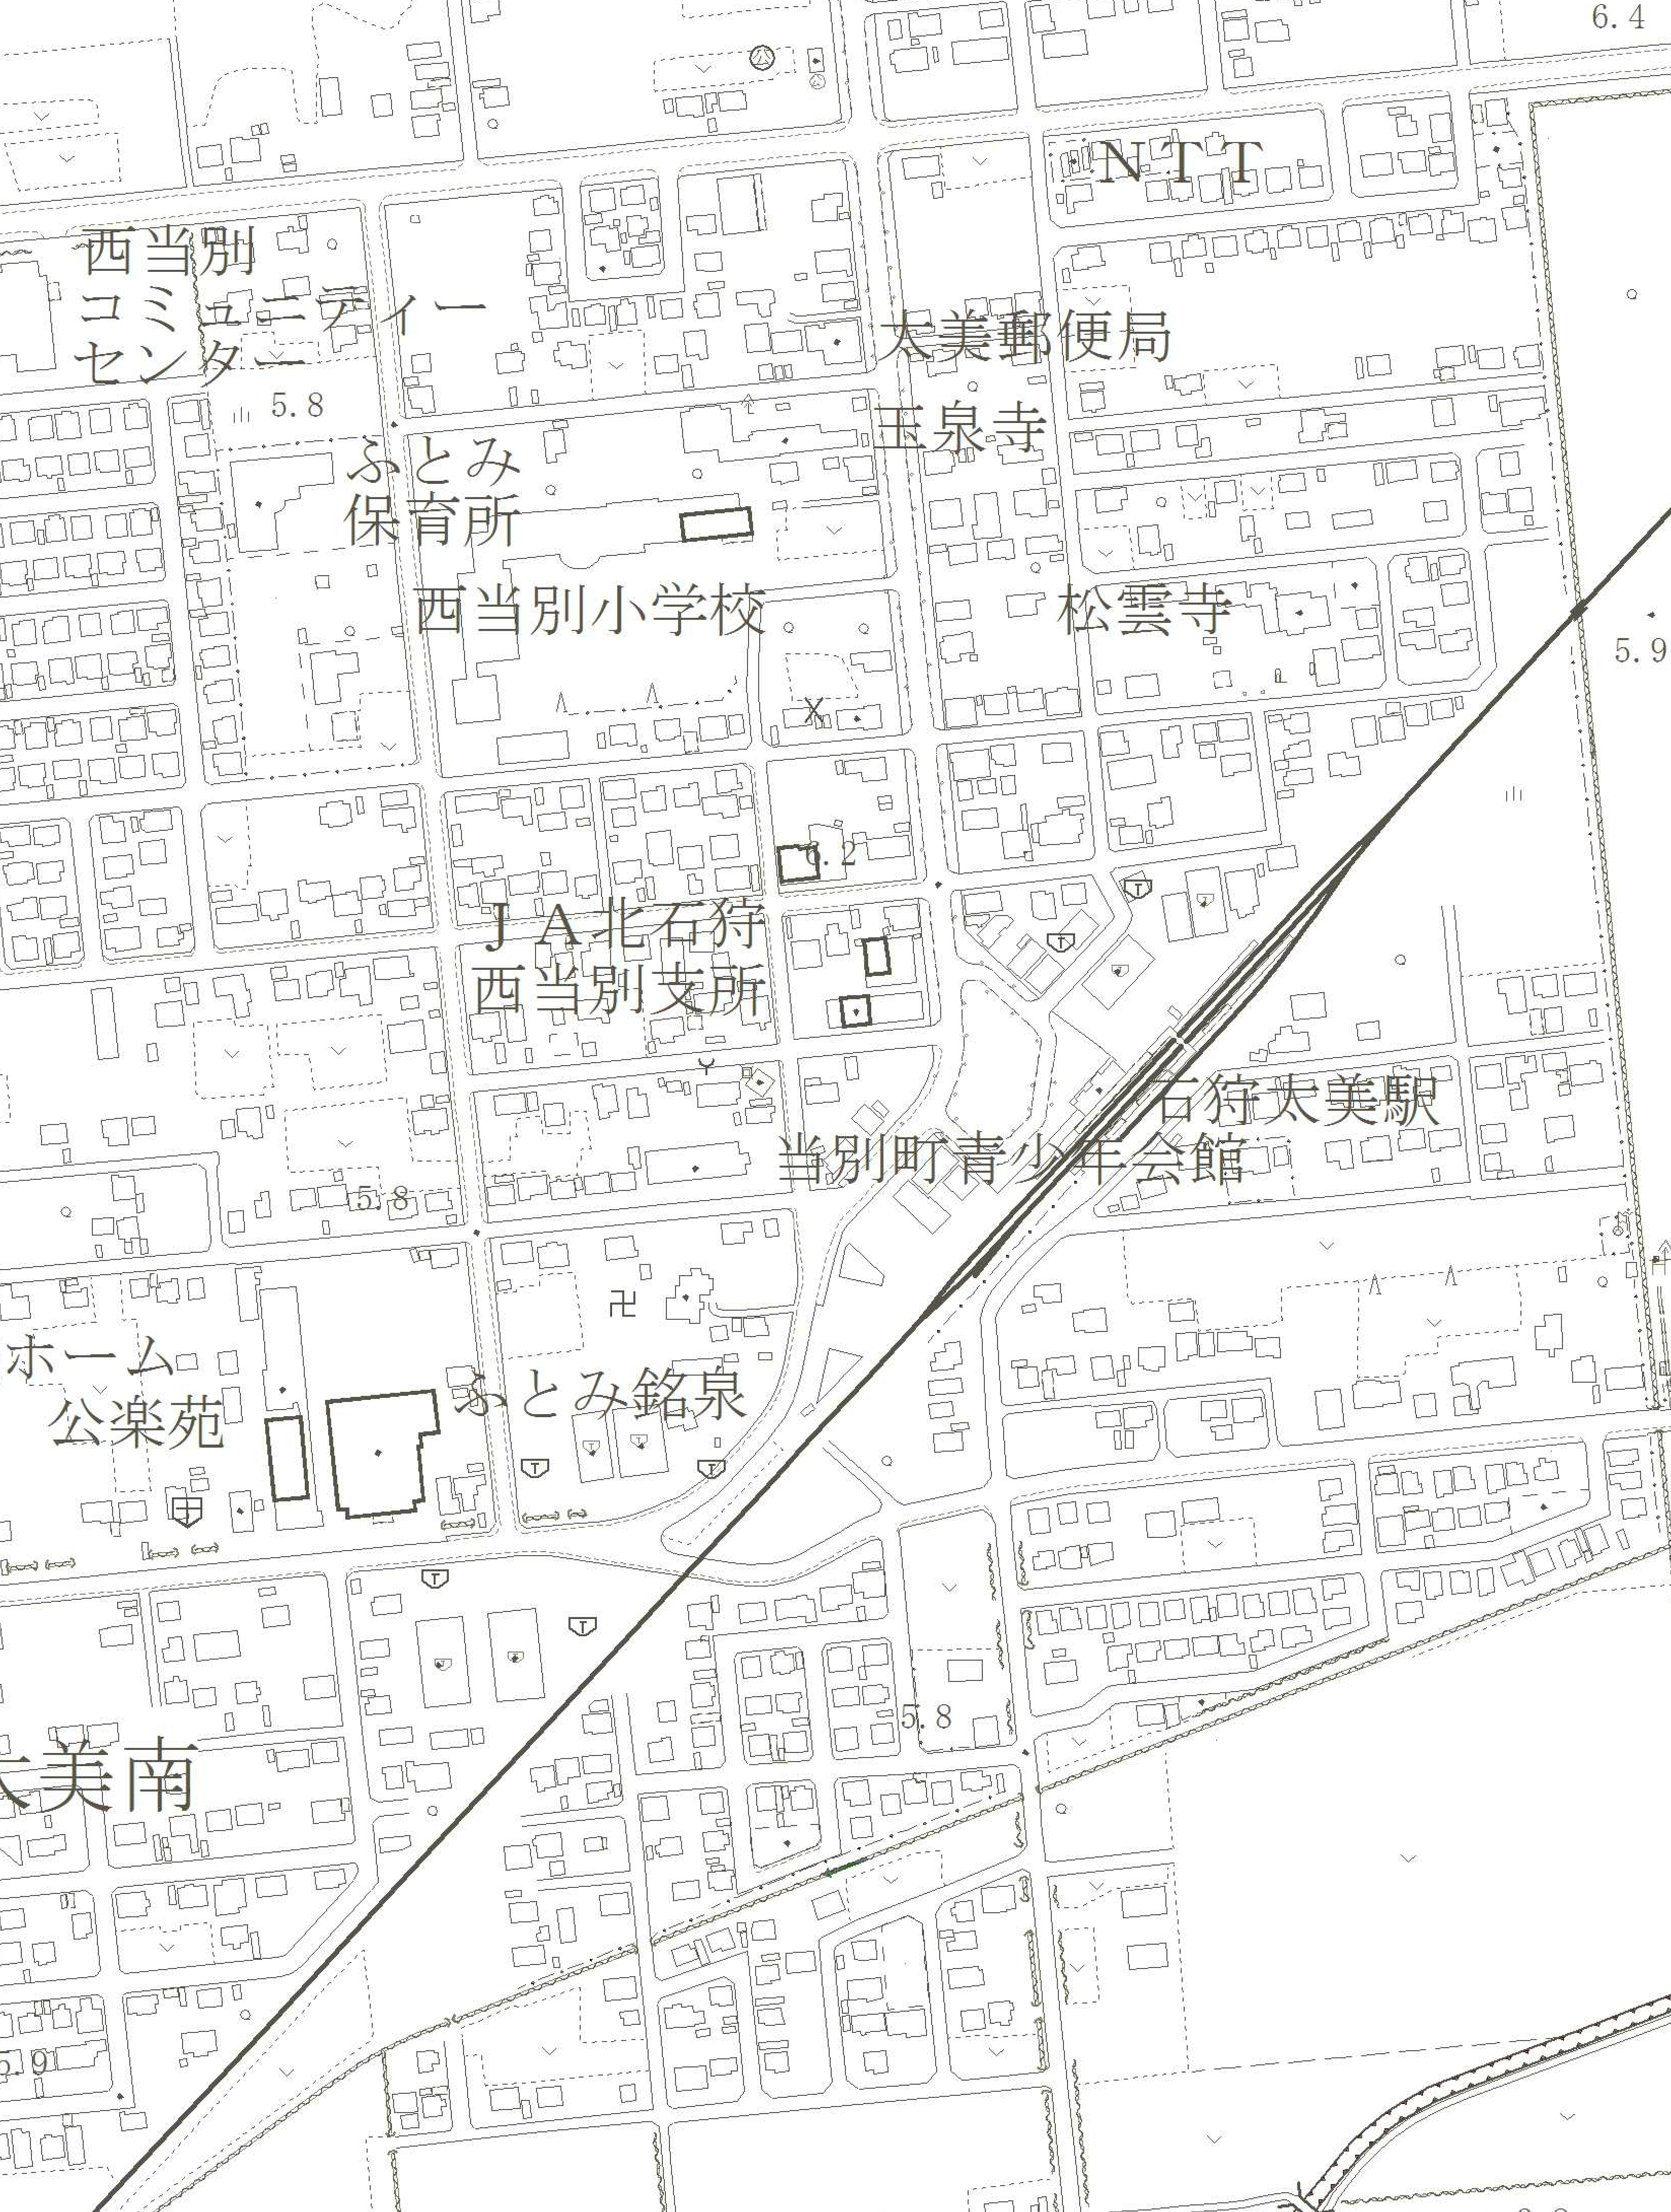 6.4
NTT
西当別
コミュニティー
センター
太美郵便局
5.8
玉泉寺
ふとみ
保育所
西当別小学校
松雲寺
5.9
6.2
JA北石狩
西当別支所
石狩太美駅
当別町青少年会館
5.8
ホーム
公楽苑
ふとみ銘泉
5.8
美南
5.9